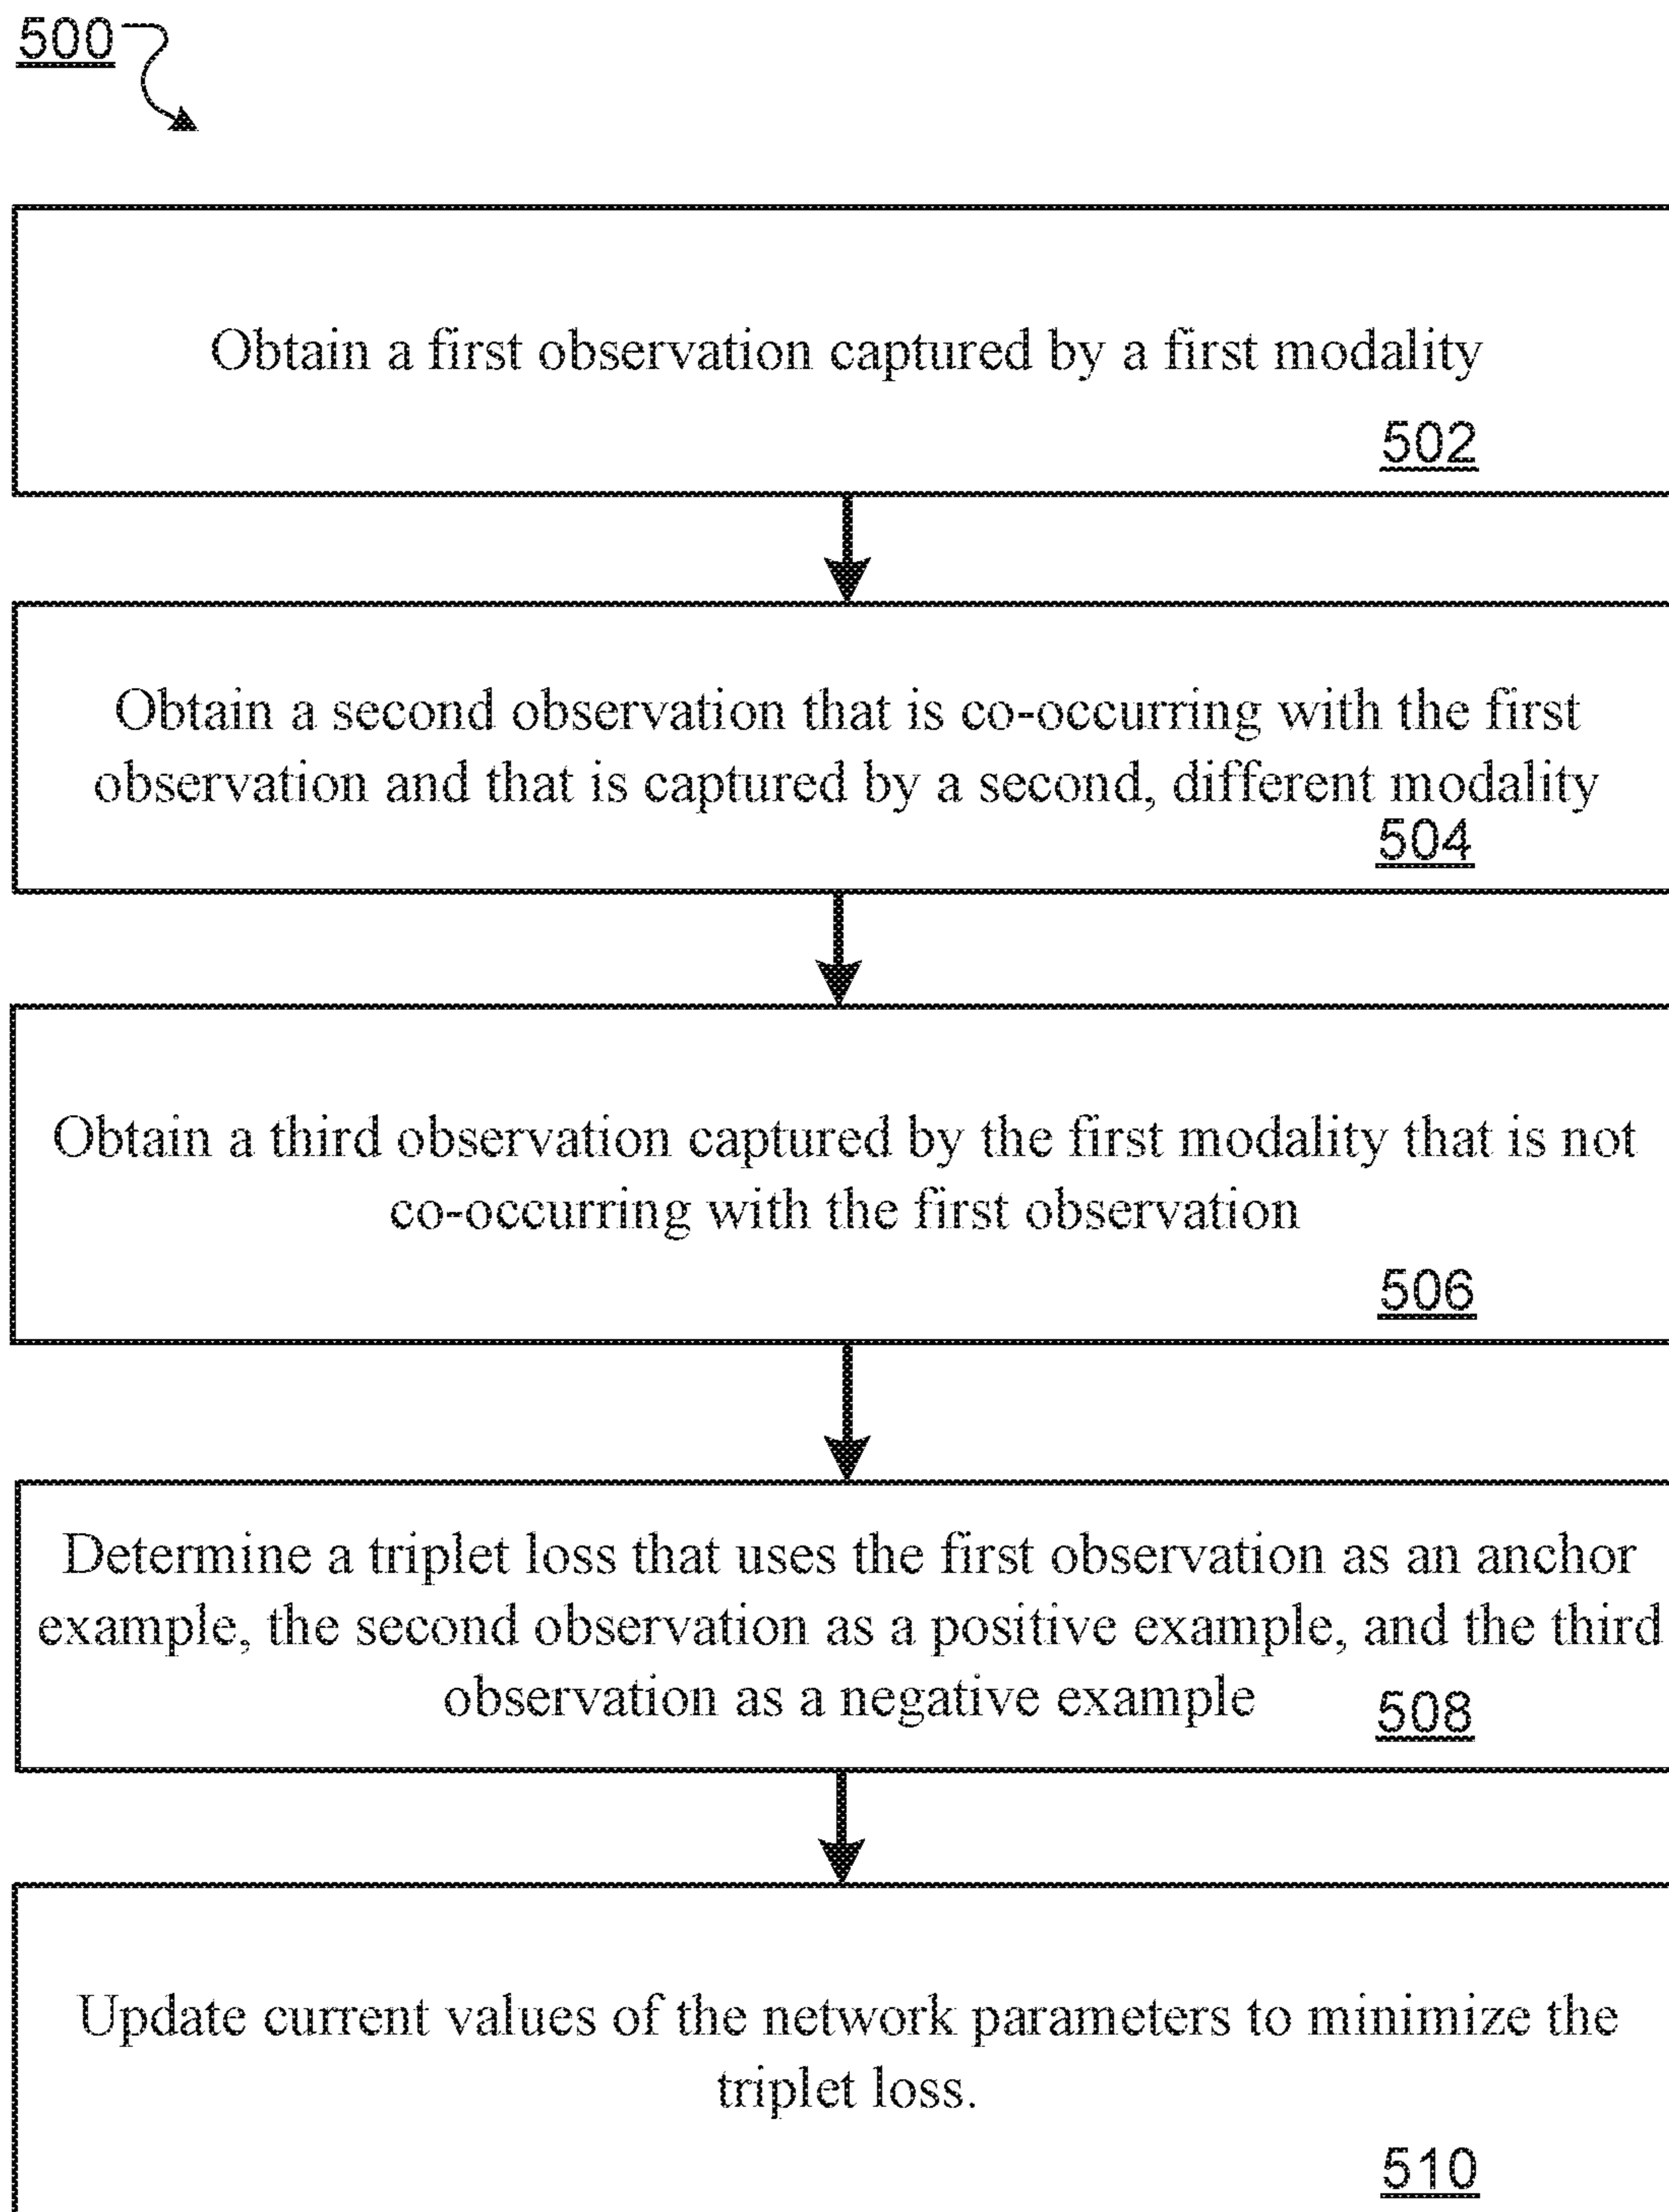 500
Obtain a first observation captured by a first modality
502
Obtain a second observation that is co-occurring with the first
observation and that is captured by a second, different modality
504
Obtain a third observation captured by the first modality that is not
co-occurring with the first observation
506
Determine a triplet loss that uses the first observation as an anchor
example, the second observation as a positive example, and the third
observation as a negative example
508
Update current values of the network parameters to minimize the
triplet loss.
510